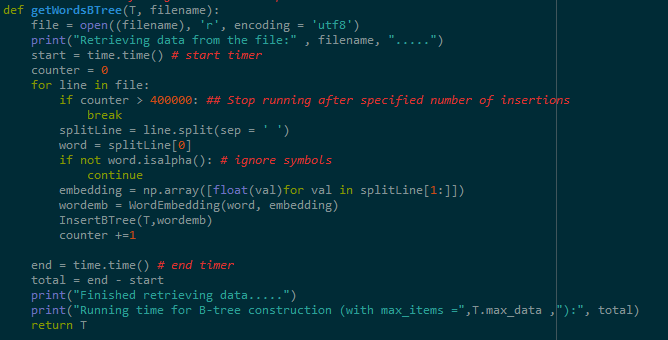 def getWordsBTree(T, filename):
    file = open((filename), 'r', encoding = 'utf8')
    print("Retrieving data from the file:" , filename, ".....")
    start = time.time() # start timer
    counter = 0
    for line in file:
        if counter > 400000: ## Stop running after specified number of insertions
            break
        splitLine = line.split(sep = ' ')
        word = splitLine[0]
        if not word.isalpha(): # ignore symbols
            continue
        embedding = np.array([float(val)for val in splitLine[1:]])
        wordemb = WordEmbedding(word, embedding)
        InsertBTree(T,wordemb)
        counter +=1
    end = time.time() # end timer
    total = end - start
    print("Finished retrieving data.....")
    print("Running time for B-tree construction (with max_items =",T.max_data ,"):", total)
    return T